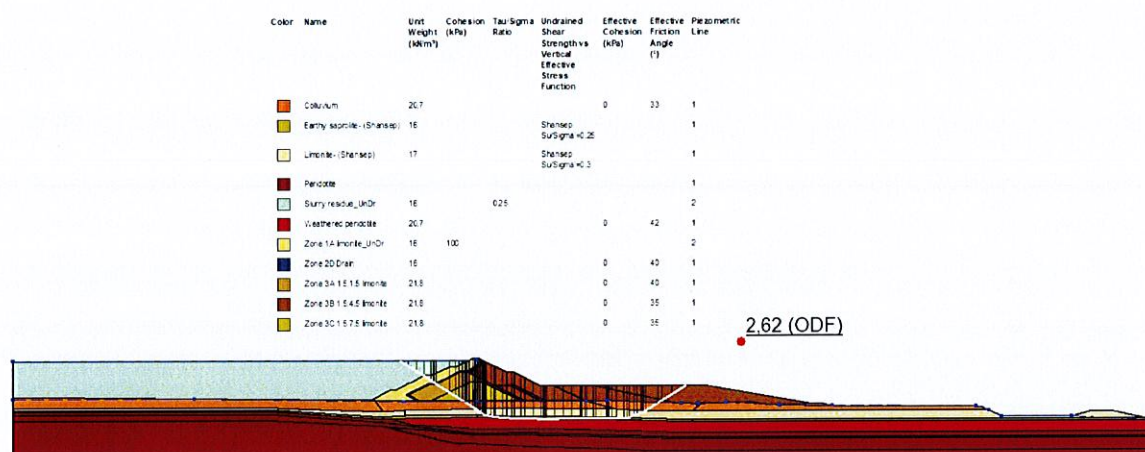 Color Name Unit Weight (kN/m³) Cohesion (kPa) Tau/Sigma Ratio Undrained Shear Strength vs Vertical Effective Stress Function Effective Cohesion (kPa) Effective Friction Angle (°) Piezometric Line
Colluvium 20,7 0 33 1
Earthy saprolite- (Shansep) 16 Shansep Su/Sigma =0.25 1
Limonite- (Shansep) 17 Shansep Su/Sigma =0.3 1
Peridotite 1
Slurry residue_UnDr 16 0,25 2
Weathered peridotite 20,7 0 42 1
Zone 1A limonite_UnDr 16 100 2
Zone 2D Drain 16 0 40 1
Zone 3A 1.5:1.5 limonite 21,8 0 40 1
Zone 3B 1.5:4.5 limonite 21,8 0 35 1
Zone 3C 1.5:7.5 limonite 21,8 0 35 1
2,62 (ODF)